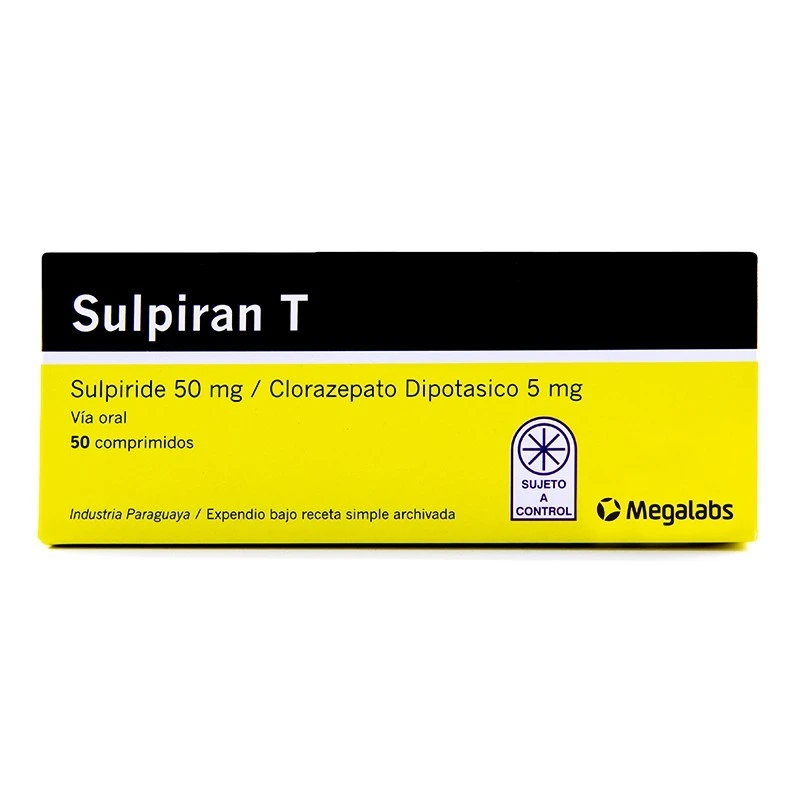 Sulpiran T
Sulpiride 50 mg / Clorazepato Dipotasico 5 mg
Vía oral
50 comprimidos
SUJETO
A
CONTROL
Industria Paraguaya / Expendio bajo receta simple archivada
Megalabs